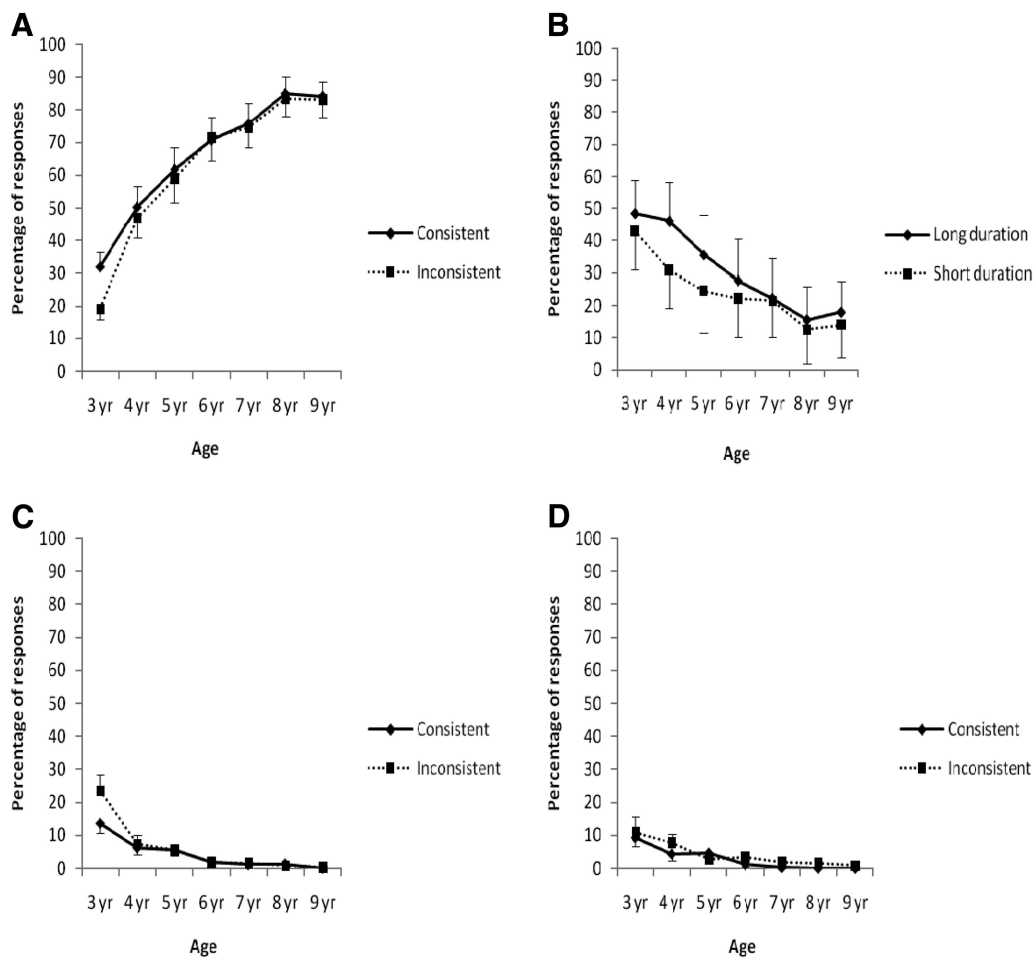 A
Percentage of responses
100
90
80
70
60
50
40
30
20
10
0
3 yr 4 yr 5 yr 6 yr 7 yr 8 yr 9 yr
Age
Consistent
Inconsistent
B
Percentage of responses
100
90
80
70
60
50
40
30
20
10
0
3 yr 4 yr 5 yr 6 yr 7 yr 8 yr 9 yr
Age
Long duration
Short duration
C
Percentage of responses
100
90
80
70
60
50
40
30
20
10
0
3 yr 4 yr 5 yr 6 yr 7 yr 8 yr 9 yr
Age
Consistent
Inconsistent
D
Percentage of responses
100
90
80
70
60
50
40
30
20
10
0
3 yr 4 yr 5 yr 6 yr 7 yr 8 yr 9 yr
Age
Consistent
Inconsistent